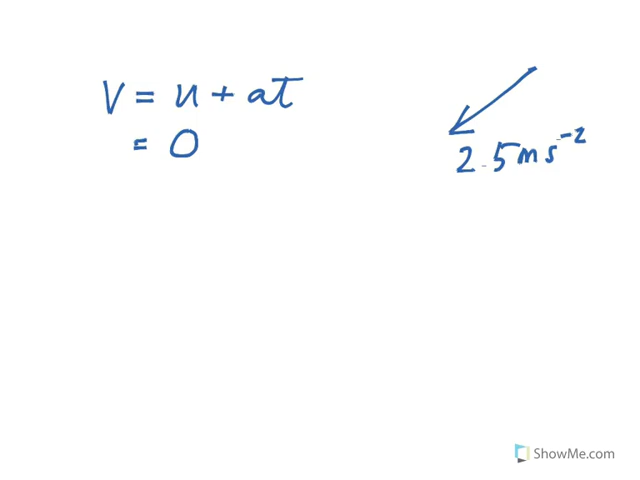 V = u + at
= 0
2.5 ms⁻²
ShowMe.com